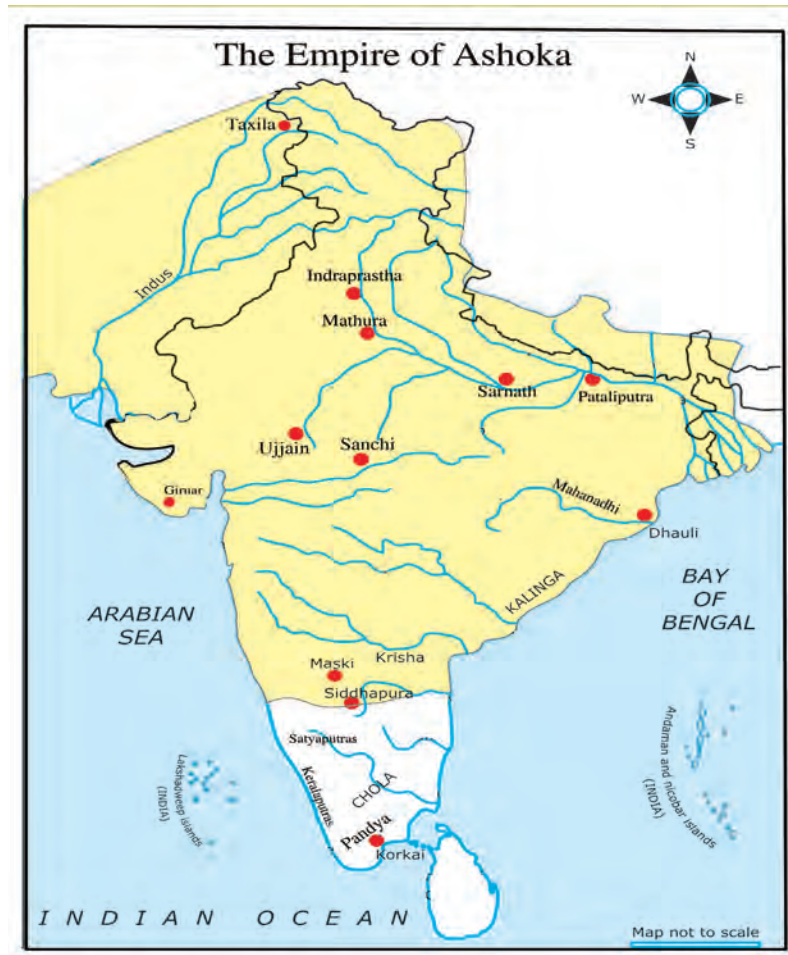 The Empire of Ashoka
N
W
E
S
Taxila
Indus
Indraprastha
Mathura
Sarnath
Pataliputra
Ujjain
Sanchi
Girnar
Mahanadhi
Dhauli
KALINGA
ARABIAN
SEA
BAY
OF
BENGAL
Maski
Krisha
Siddhapura
Satyaputras
Keralaputras
CHOLA
Pandya
Korkai
Lakshadweep islands
(INDIA)
Andaman and nicobar islands
(INDIA)
INDIAN OCEAN
Map not to scale